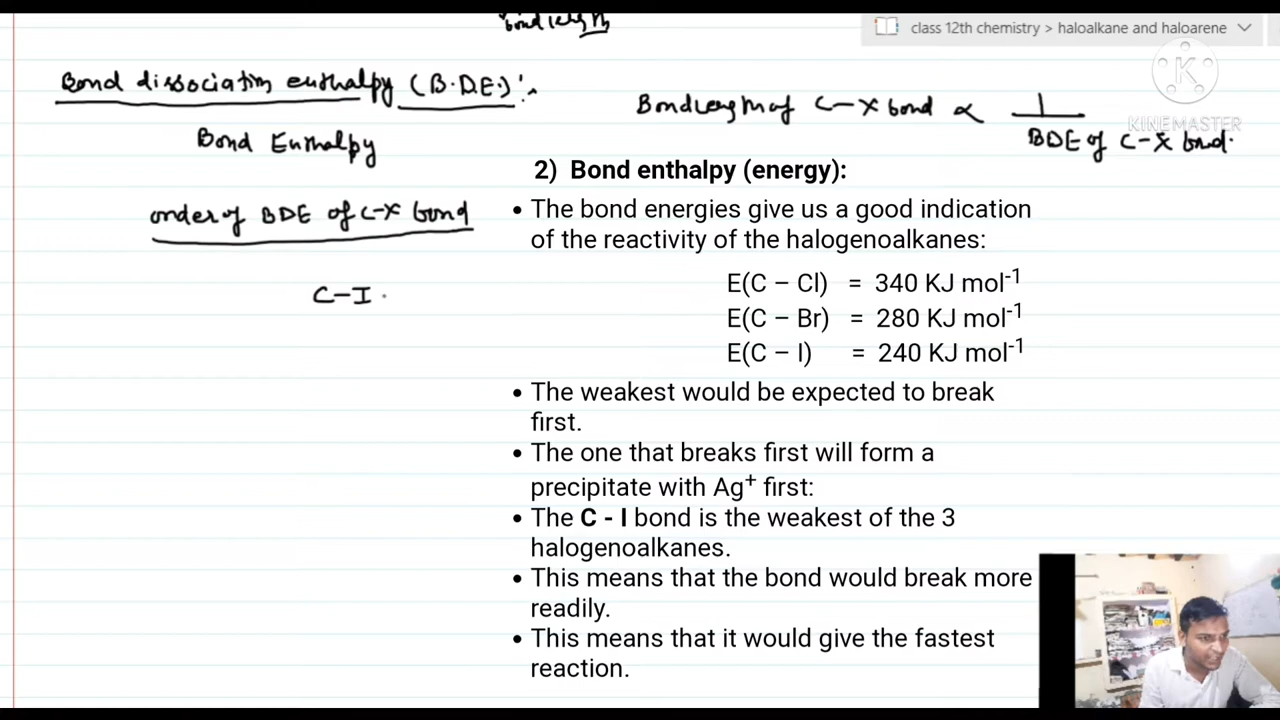 bond length
class 12th chemistry > haloalkane and haloarene
K
KINEMASTER
Bond dissociation enthalpy (B.D.E.):-
Bond Enthalpy
Bond length of C-X bond ∝ 1
BDE of C-X bond.
order of BDE of C-X bond
C-I
2) Bond enthalpy (energy):
• The bond energies give us a good indication
of the reactivity of the halogenoalkanes:
E(C – Cl) = 340 KJ mol⁻¹
E(C – Br) = 280 KJ mol⁻¹
E(C – I) = 240 KJ mol⁻¹
• The weakest would be expected to break
first.
• The one that breaks first will form a
precipitate with Ag⁺ first:
• The C - I bond is the weakest of the 3
halogenoalkanes.
• This means that the bond would break more
readily.
• This means that it would give the fastest
reaction.